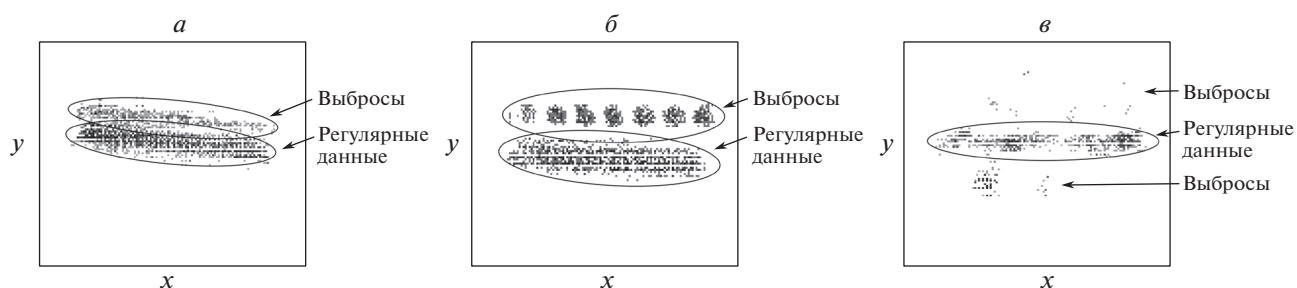 а
Выбросы
Регулярные
данные
y
x
б
Выбросы
Регулярные
данные
y
x
в
Выбросы
Регулярные
данные
Выбросы
y
x